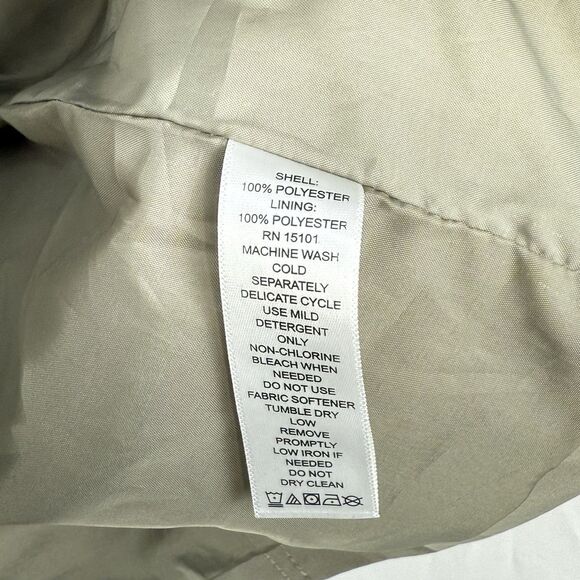 SHELL:
100% POLYESTER
LINING:
100% POLYESTER
RN 15101
MACHINE WASH
COLD
SEPARATELY
DELICATE CYCLE
USE MILD
DETERGENT
ONLY
NON-CHLORINE
BLEACH WHEN
NEEDED
DO NOT USE
FABRIC SOFTENER
TUMBLE DRY
LOW
REMOVE
PROMPTLY
LOW IRON IF
NEEDED
DO NOT
DRY CLEAN